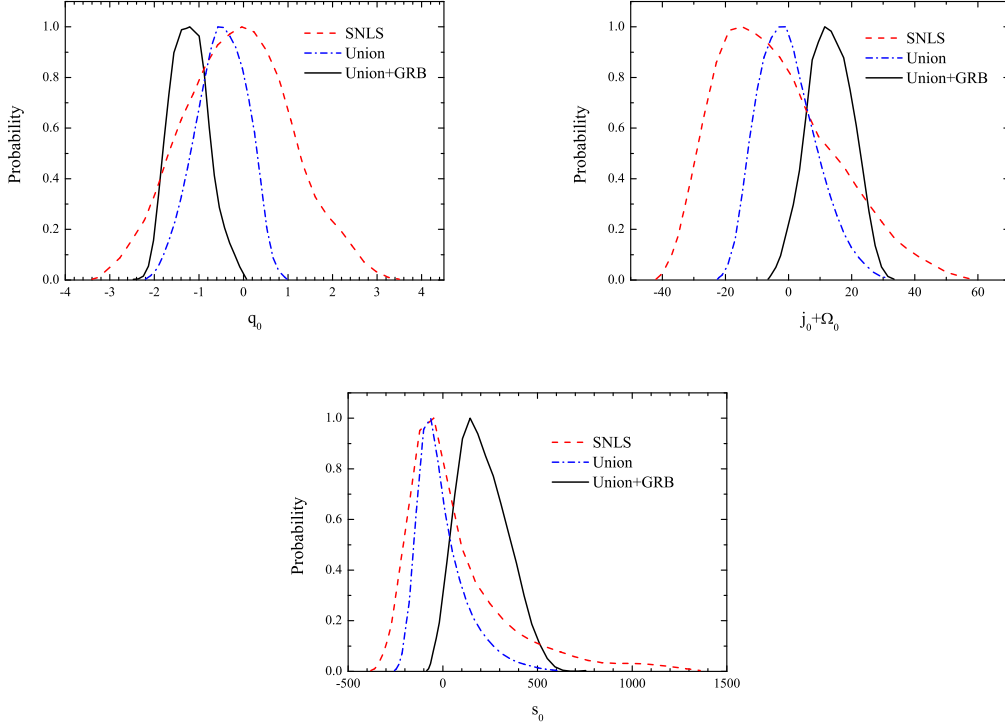 1.0
0.8
0.6
0.4
0.2
0.0
Probability
-4 -3 -2 -1 0 1 2 3 4
q₀
SNLS
Union
Union+GRB
1.0
0.8
0.6
0.4
0.2
0.0
Probability
-40 -20 0 20 40 60
j₀+Ω₀
SNLS
Union
Union+GRB
1.0
0.8
0.6
0.4
0.2
0.0
Probability
-500 0 500 1000 1500
s₀
SNLS
Union
Union+GRB